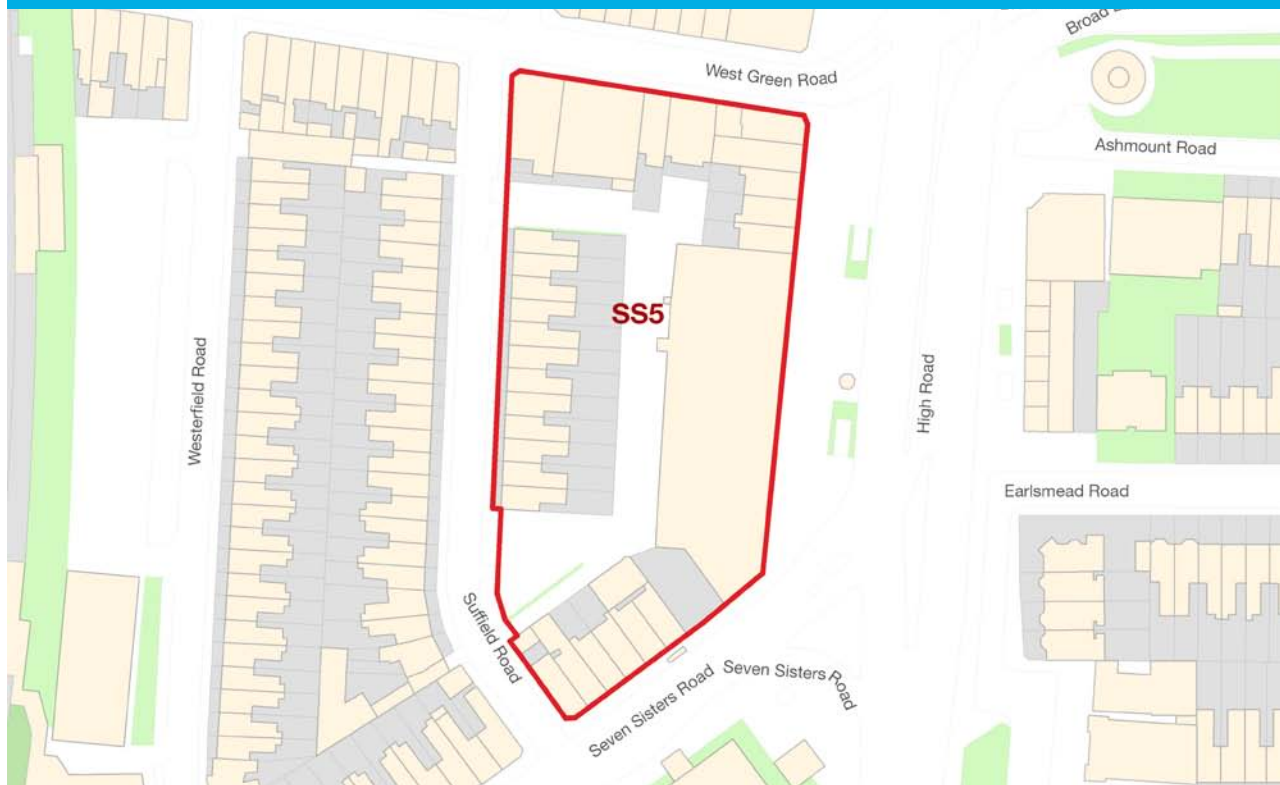 Broad
West Green Road
Ashmount Road
SS5
Westerfield Road
High Road
Earlsmead Road
Suffield Road
Seven Sisters Road
Seven Sisters Road